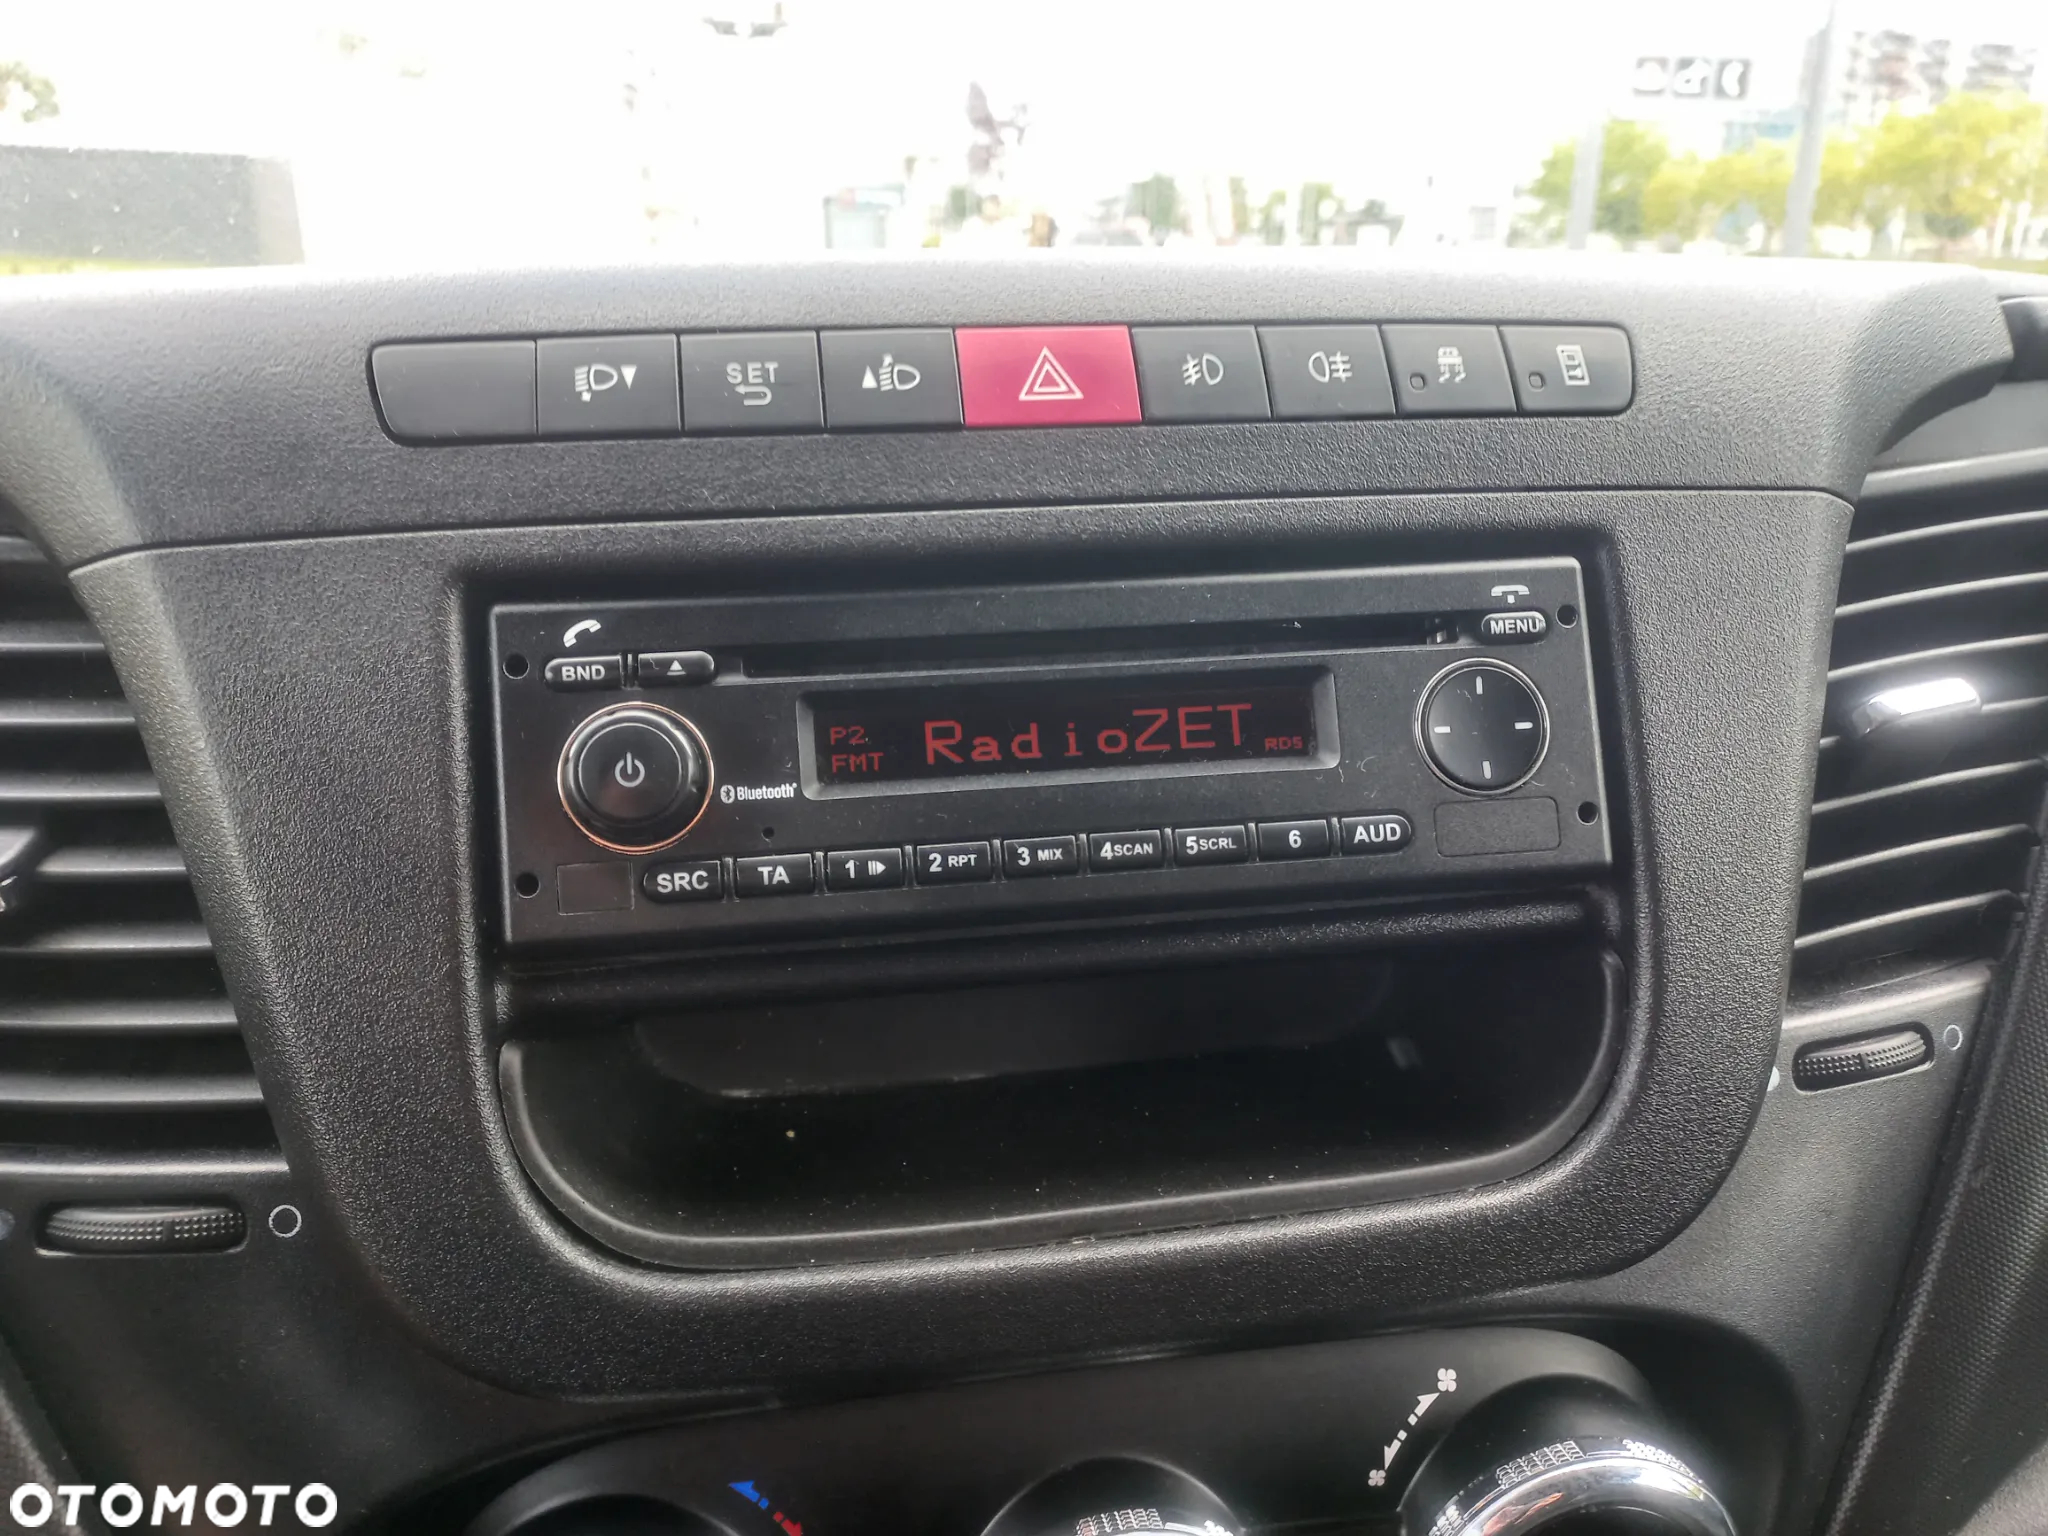 SET
MENU
BND
P2
RadioZET
FMT
RDS
Bluetooth
SRC
TA
1
2 RPT
3 MIX
4SCAN
5SCRL
6
AUD
OTOMOTO